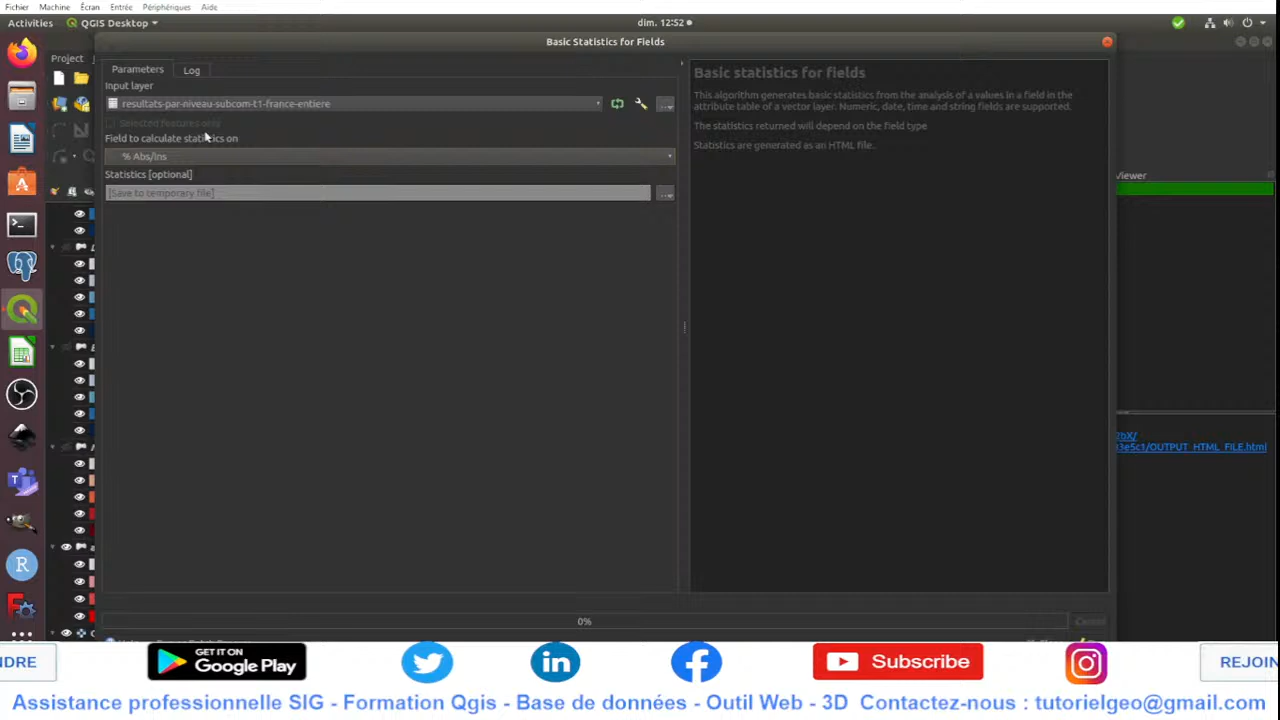 Fichier Machine Écran Entrée Périphériques Aide
Activities QGIS Desktop dim. 12:52
Basic Statistics for Fields
Project
Parameters Log
Input layer
resultats-par-niveau-subcom-t1-france-entiere
Selected features only
Field to calculate statistics on
% Abs/Ins
Statistics [optional]
[Save to temporary file]
Basic statistics for fields
This algorithm generates basic statistics from the analysis of a values in a field in the
attribute table of a vector layer. Numeric, date, time and string fields are supported.
The statistics returned will depend on the field type
Statistics are generated as an HTML file.
Viewer
13e5c1/OUTPUT_HTML_FILE.html
0%
Cancel
NDRE
GET IT ON
Google Play
Subscribe
REJOIN
Assistance professionnelle SIG - Formation Qgis - Base de données - Outil Web - 3D Contactez-nous : tutorielgeo@gmail.com